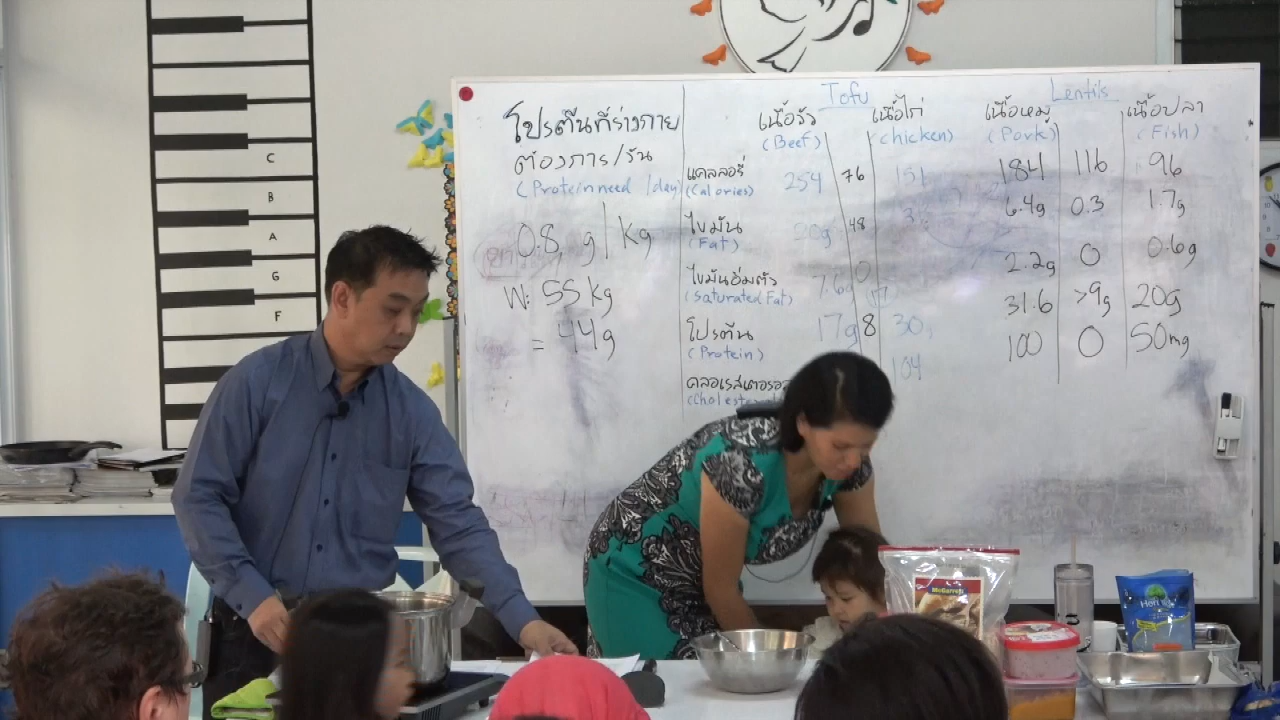 C
B
A
G
F
โปรตีนที่ร่างกาย
ต้องการ/วัน
(Protein need /day)
0.8 g/Kg
W: 55 kg
= 44g
Tofu
Lentils
เนื้อวัว
เนื้อไก่
เนื้อหมู
เนื้อปลา
(Beef)
(chicken)
(Pork)
(Fish)
แคลลอรี่
(Calories)
254 76 151 184 116 96
ไขมัน
(Fat)
20g 48 3 6.4g 0.3 1.7g
ไขมันอิ่มตัว
(Saturated Fat)
7.6g 0 2.2g 0 0.6g
โปรตีน
(Protein)
17g 8 30 31.6 >9g 20g
104 100 0 50mg
McGarrett